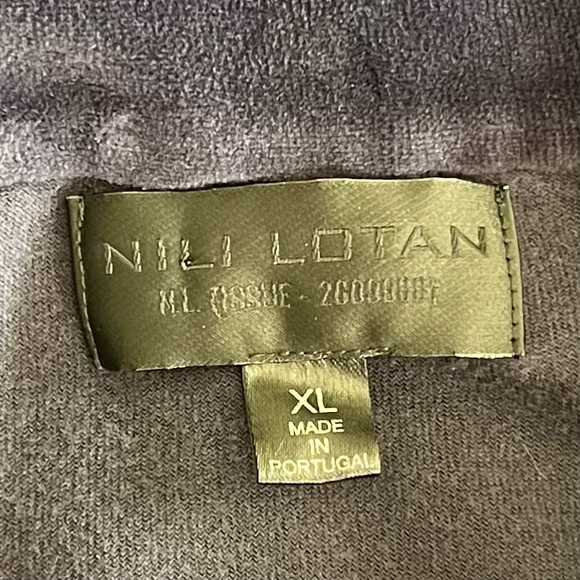 NILI LOTAN
N.L. ISSUE -
XL
MADE
IN
PORTUGAL